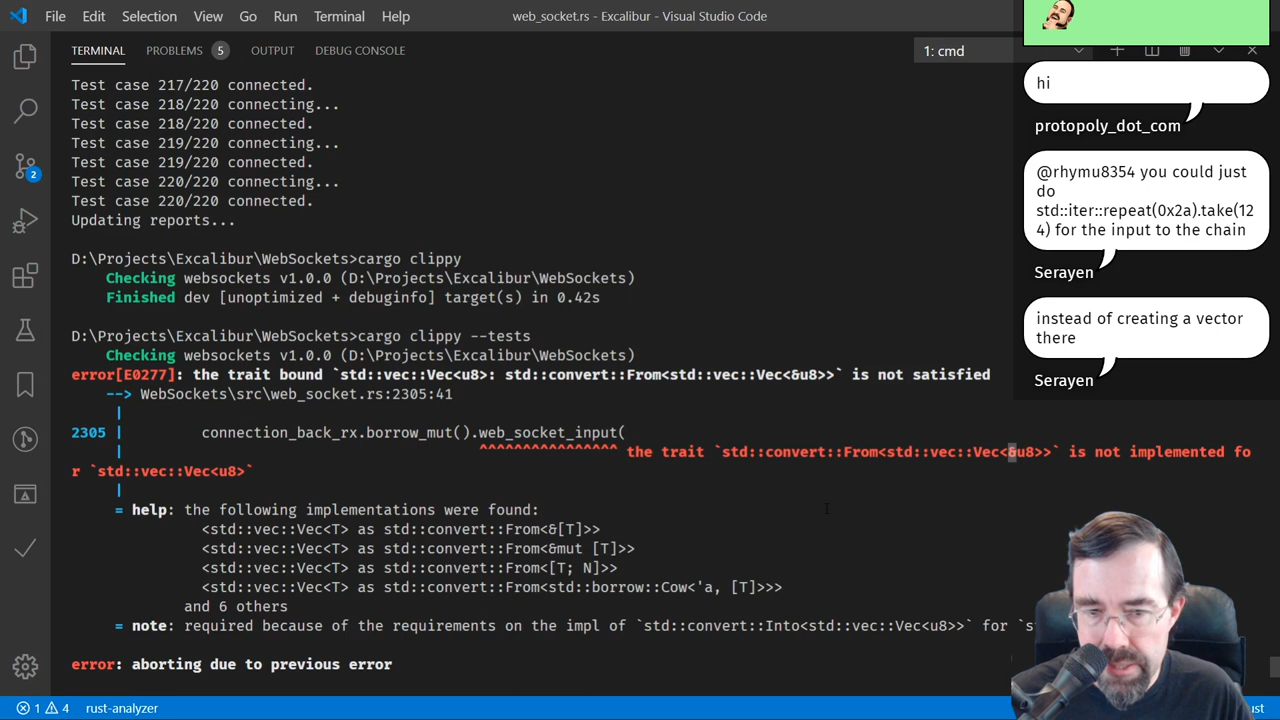 File Edit Selection View Go Run Terminal Help
web_socket.rs - Excalibur - Visual Studio Code
TERMINAL PROBLEMS 5 OUTPUT DEBUG CONSOLE
1: cmd
Test case 217/220 connected.
Test case 218/220 connecting...
Test case 218/220 connected.
Test case 219/220 connecting...
Test case 219/220 connected.
Test case 220/220 connecting...
Test case 220/220 connected.
Updating reports...
D:\Projects\Excalibur\WebSockets>cargo clippy
Checking websockets v1.0.0 (D:\Projects\Excalibur\WebSockets)
Finished dev [unoptimized + debuginfo] target(s) in 0.42s
D:\Projects\Excalibur\WebSockets>cargo clippy --tests
Checking websockets v1.0.0 (D:\Projects\Excalibur\WebSockets)
error[E0277]: the trait bound `std::vec::Vec<u8>: std::convert::From<std::vec::Vec<&u8>>` is not satisfied
--> WebSockets\src\web_socket.rs:2305:41
|
2305 | connection_back_rx.borrow_mut().web_socket_input(
| ^^^^^^^^^^^^^^^^ the trait `std::convert::From<std::vec::Vec<&u8>>` is not implemented fo
r `std::vec::Vec<u8>`
|
= help: the following implementations were found:
<std::vec::Vec<T> as std::convert::From<&[T]>>
<std::vec::Vec<T> as std::convert::From<&mut [T]>>
<std::vec::Vec<T> as std::convert::From<[T; N]>>
<std::vec::Vec<T> as std::convert::From<std::borrow::Cow<'a, [T]>>>
and 6 others
= note: required because of the requirements on the impl of `std::convert::Into<std::vec::Vec<u8>>` for `s
error: aborting due to previous error
hi
protopoly_dot_com
@rhymu8354 you could just
do
std::iter::repeat(0x2a).take(12
4) for the input to the chain
Serayen
instead of creating a vector
there
Serayen
2
1 4 rust-analyzer
ust